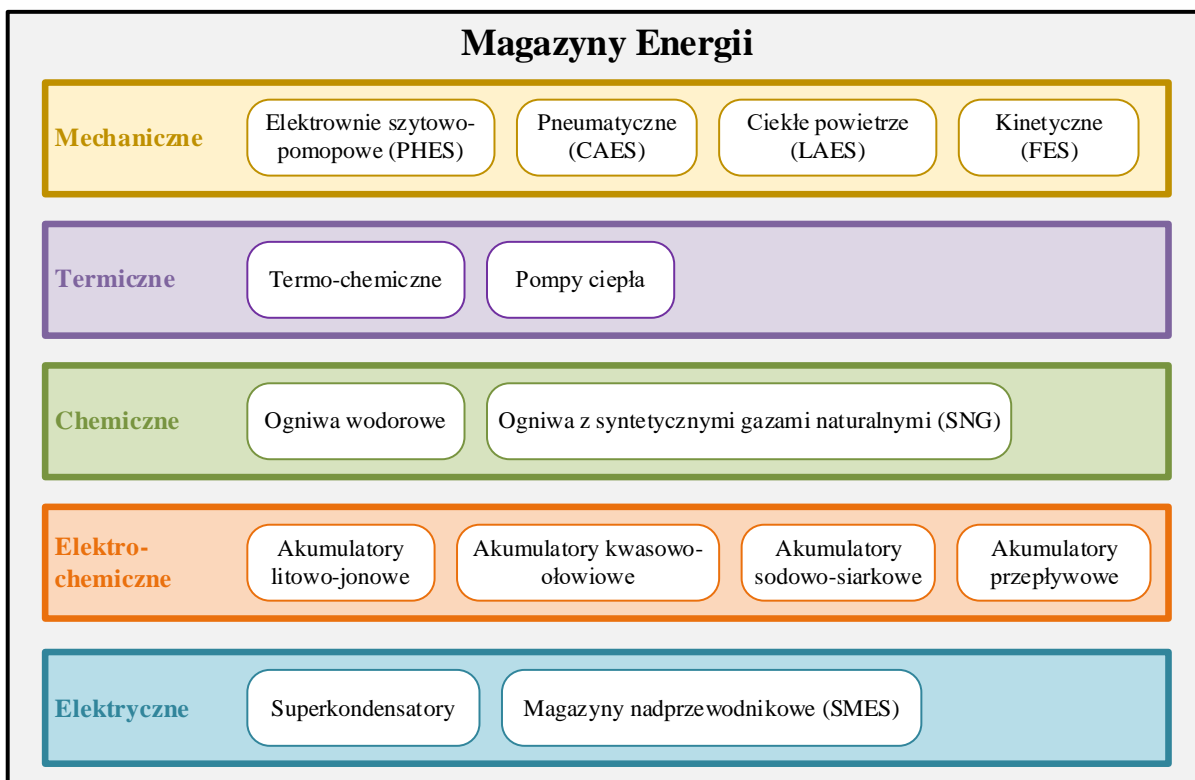 Magazyny Energii
Mechaniczne
Elektrownie szytowo-
pomopowe (PHES)
Pneumatyczne
(CAES)
Ciekłe powietrze
(LAES)
Kinetyczne
(FES)
Termiczne
Termo-chemiczne
Pompy ciepła
Chemiczne
Ogniwa wodorowe
Ogniwa z syntetycznymi gazami naturalnymi (SNG)
Elektro-
chemiczne
Akumulatory
litowo-jonowe
Akumulatory kwasowo-
ołowiowe
Akumulatory
sodowo-siarkowe
Akumulatory
przepływowe
Elektryczne
Superkondensatory
Magazyny nadprzewodnikowe (SMES)